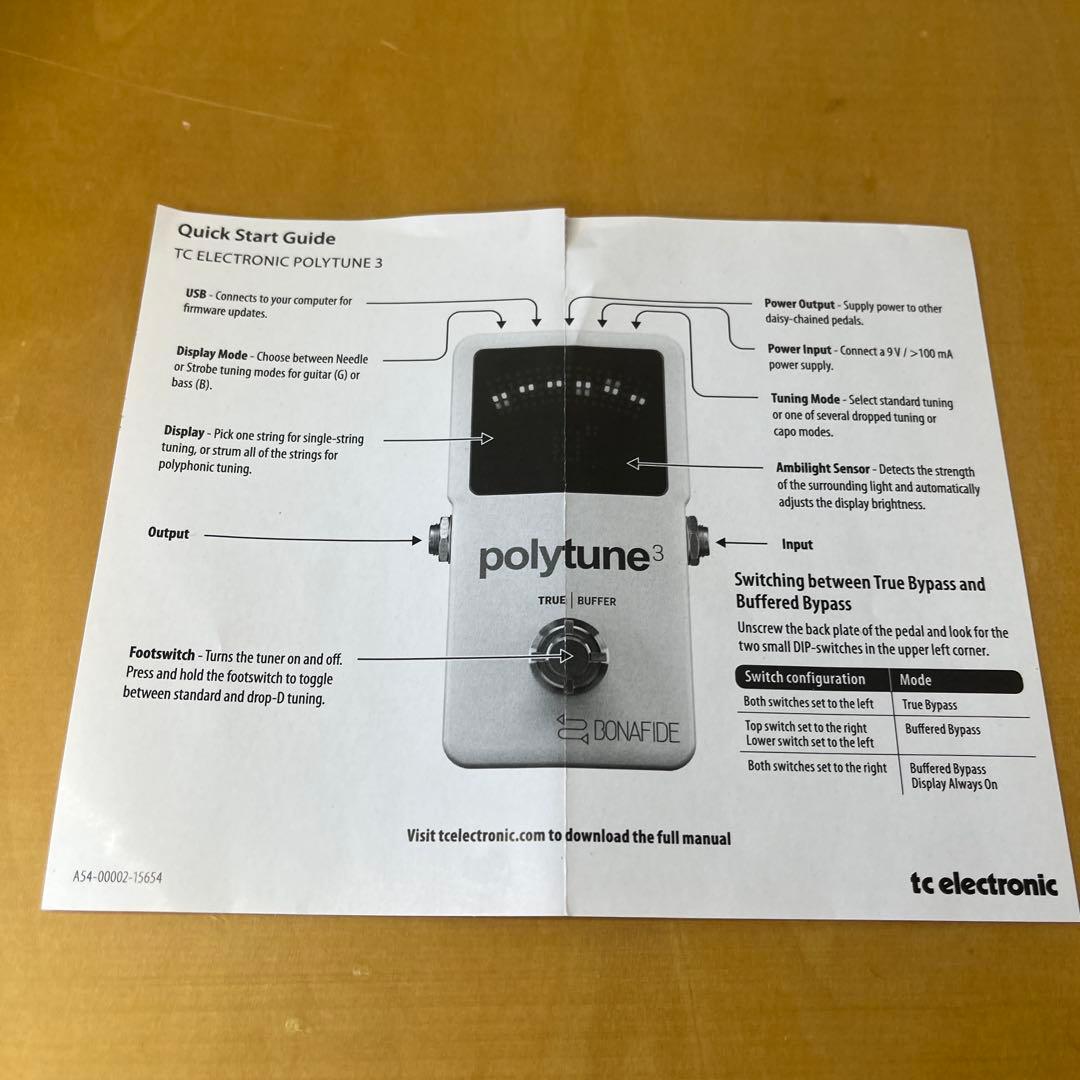 Quick Start Guide
TC ELECTRONIC POLYTUNE 3
USB - Connects to your computer for
firmware updates.
Display Mode - Choose between Needle
or Strobe tuning modes for guitar (G) or
bass (B).
Display - Pick one string for single-string
tuning, or strum all of the strings for
polyphonic tuning.
Output
Footswitch - Turns the tuner on and off.
Press and hold the footswitch to toggle
between standard and drop-D tuning.
polytune3
TRUE | BUFFER
BONAFIDE
Power Output - Supply power to other
daisy-chained pedals.
Power Input - Connect a 9 V / >100 mA
power supply.
Tuning Mode - Select standard tuning
or one of several dropped tuning or
capo modes.
Ambilight Sensor - Detects the strength
of the surrounding light and automatically
adjusts the display brightness.
Input
Switching between True Bypass and
Buffered Bypass
Unscrew the back plate of the pedal and look for the
two small DIP-switches in the upper left corner.
Switch configuration Mode
Both switches set to the left True Bypass
Top switch set to the right Buffered Bypass
Lower switch set to the left
Both switches set to the right Buffered Bypass
Display Always On
Visit tcelectronic.com to download the full manual
A54-00002-15654
tc electronic